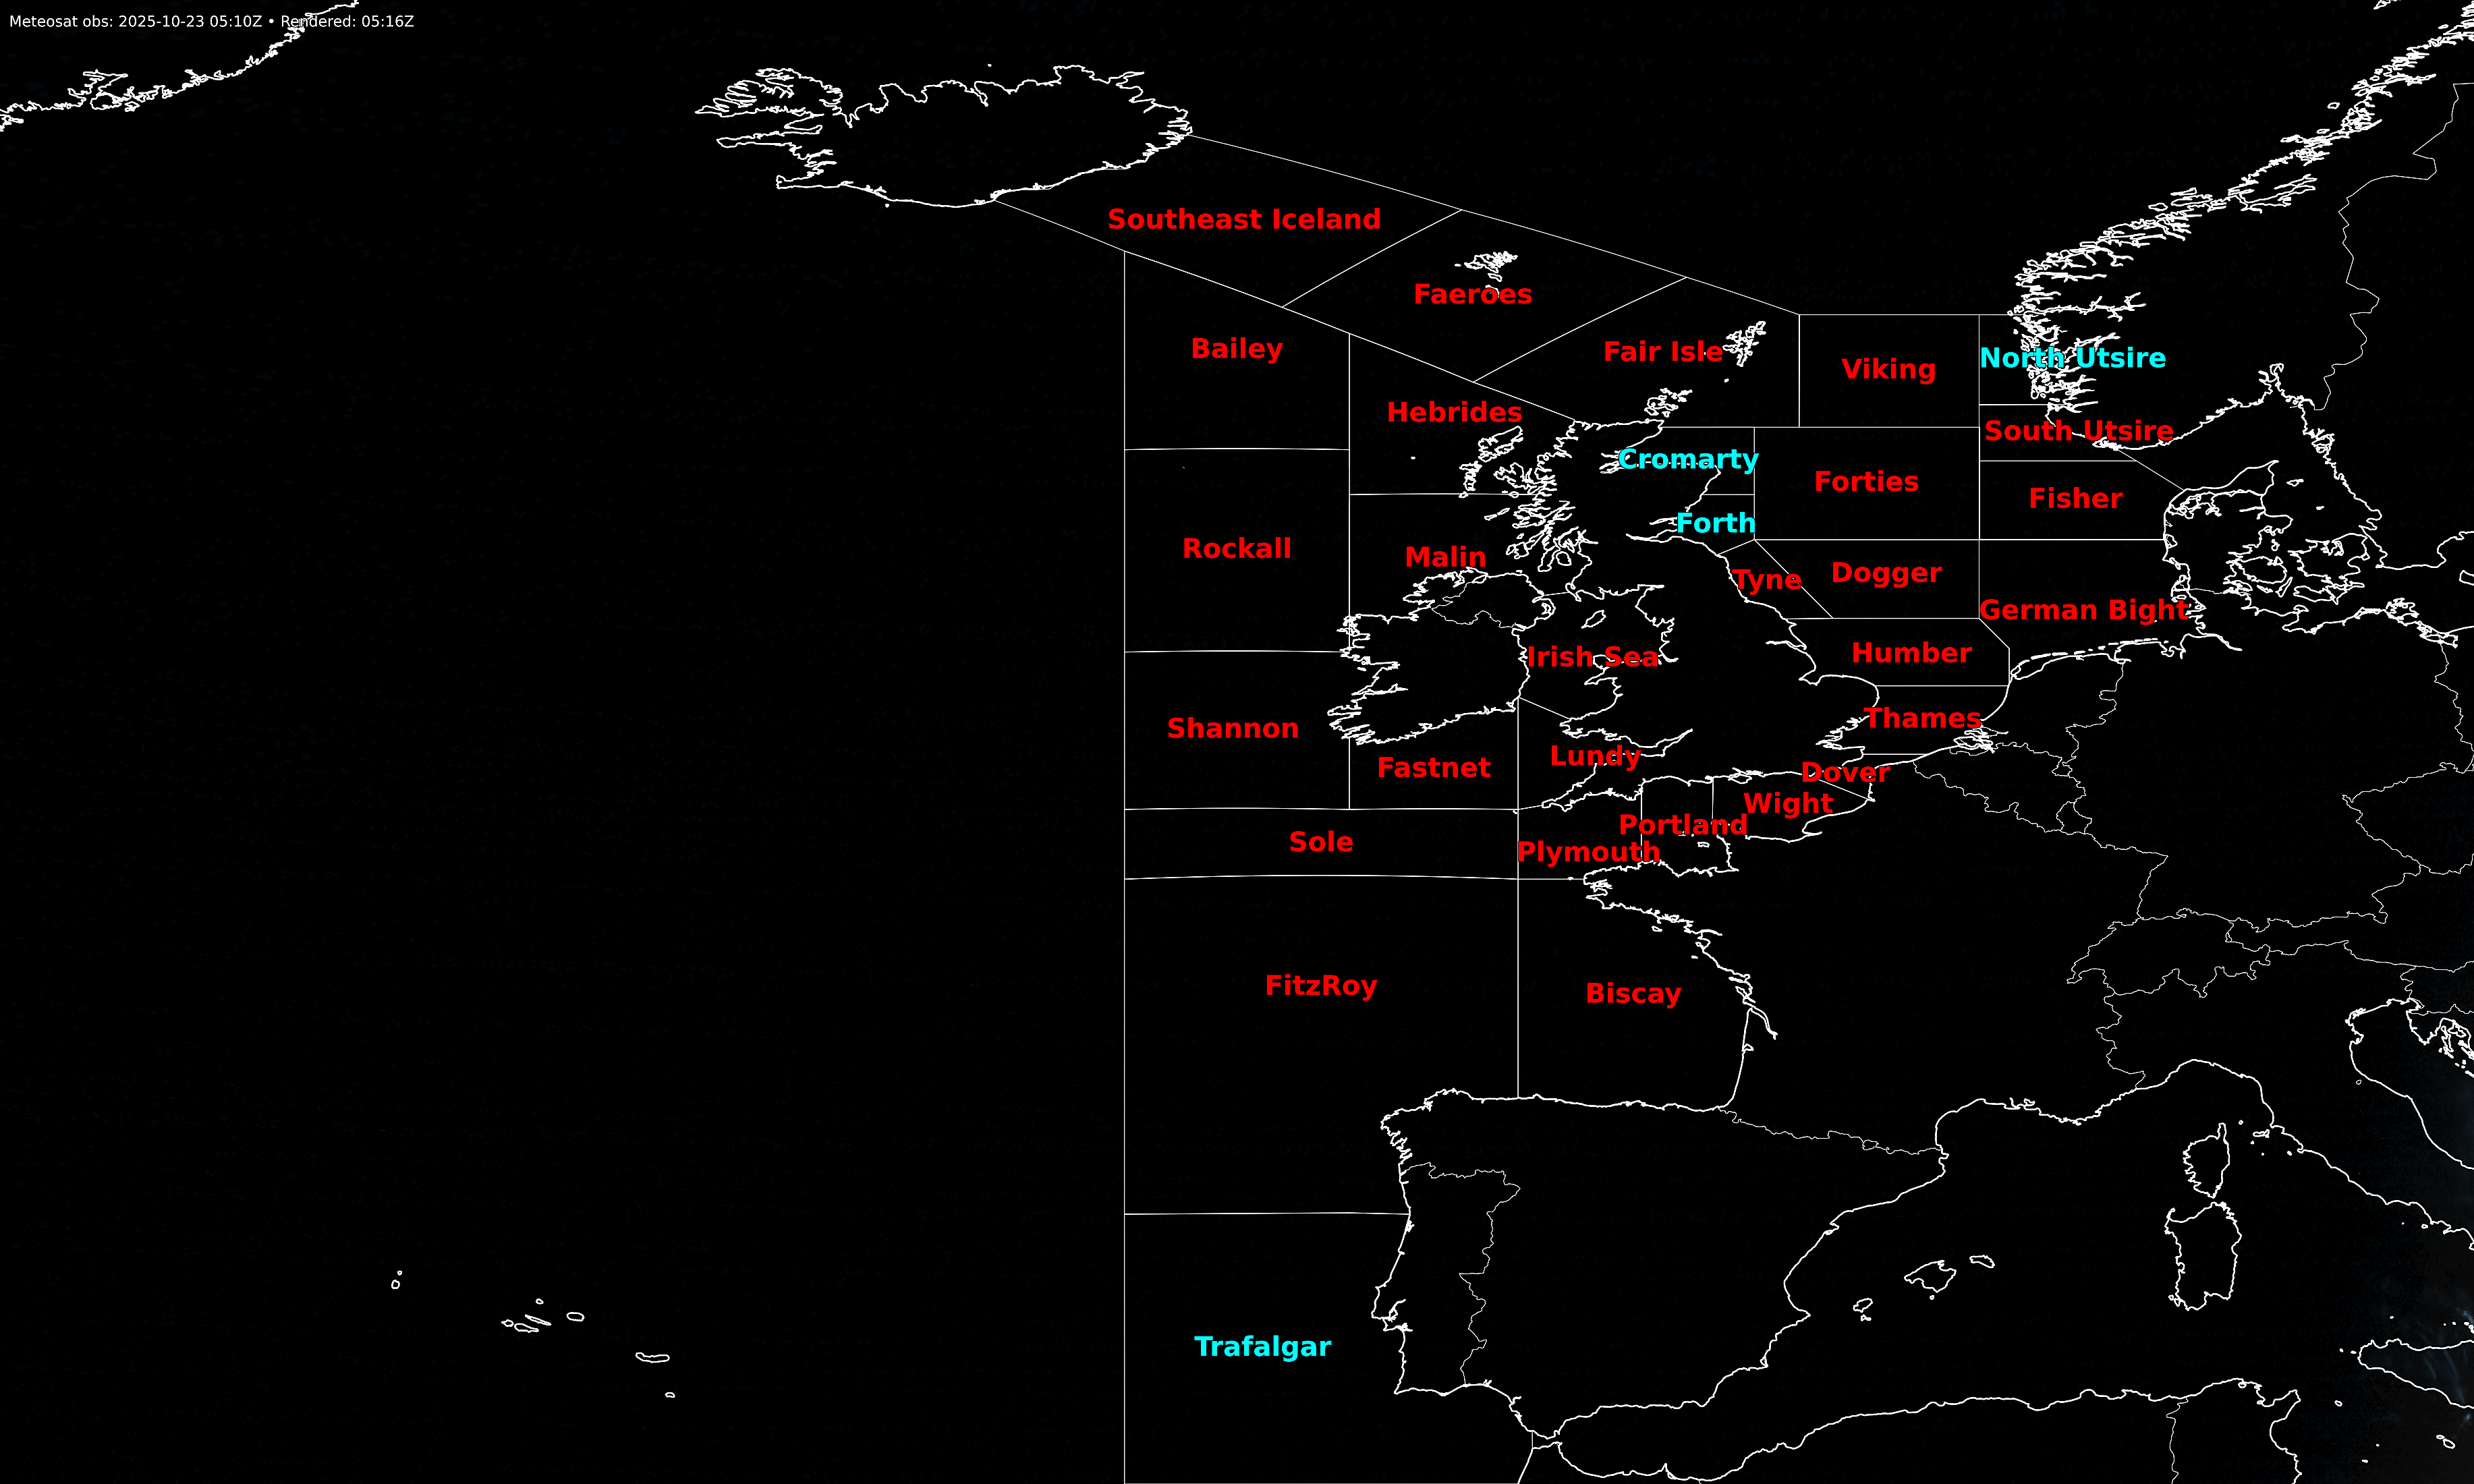 Meteosat obs: 2025-10-23 05:10Z • Rendered: 05:16Z
Southeast Iceland
Faeroes
Bailey
Fair Isle
Viking
North Utsire
Hebrides
South Utsire
Cromarty
Forties
Fisher
Forth
Rockall
Malin
Tyne
Dogger
German Bight
Irish Sea
Humber
Shannon
Thames
Fastnet
Lundy
Dover
Wight
Portland
Sole
Plymouth
FitzRoy
Biscay
Trafalgar